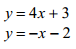 y = 4x + 3
y = −x − 2